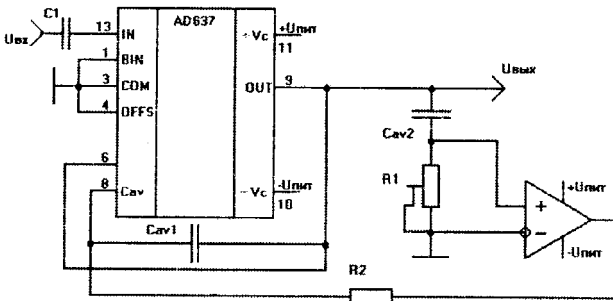 C1
Uвх
13
IN
AD637
+Vc
+Uпит
11
1
BIN
3
COM
OUT
9
Uвых
4
OFFS
Cav2
6
8
Cav
-Vc
-Uпит
10
R1
+Uпит
+
-
-Uпит
Cav1
R2